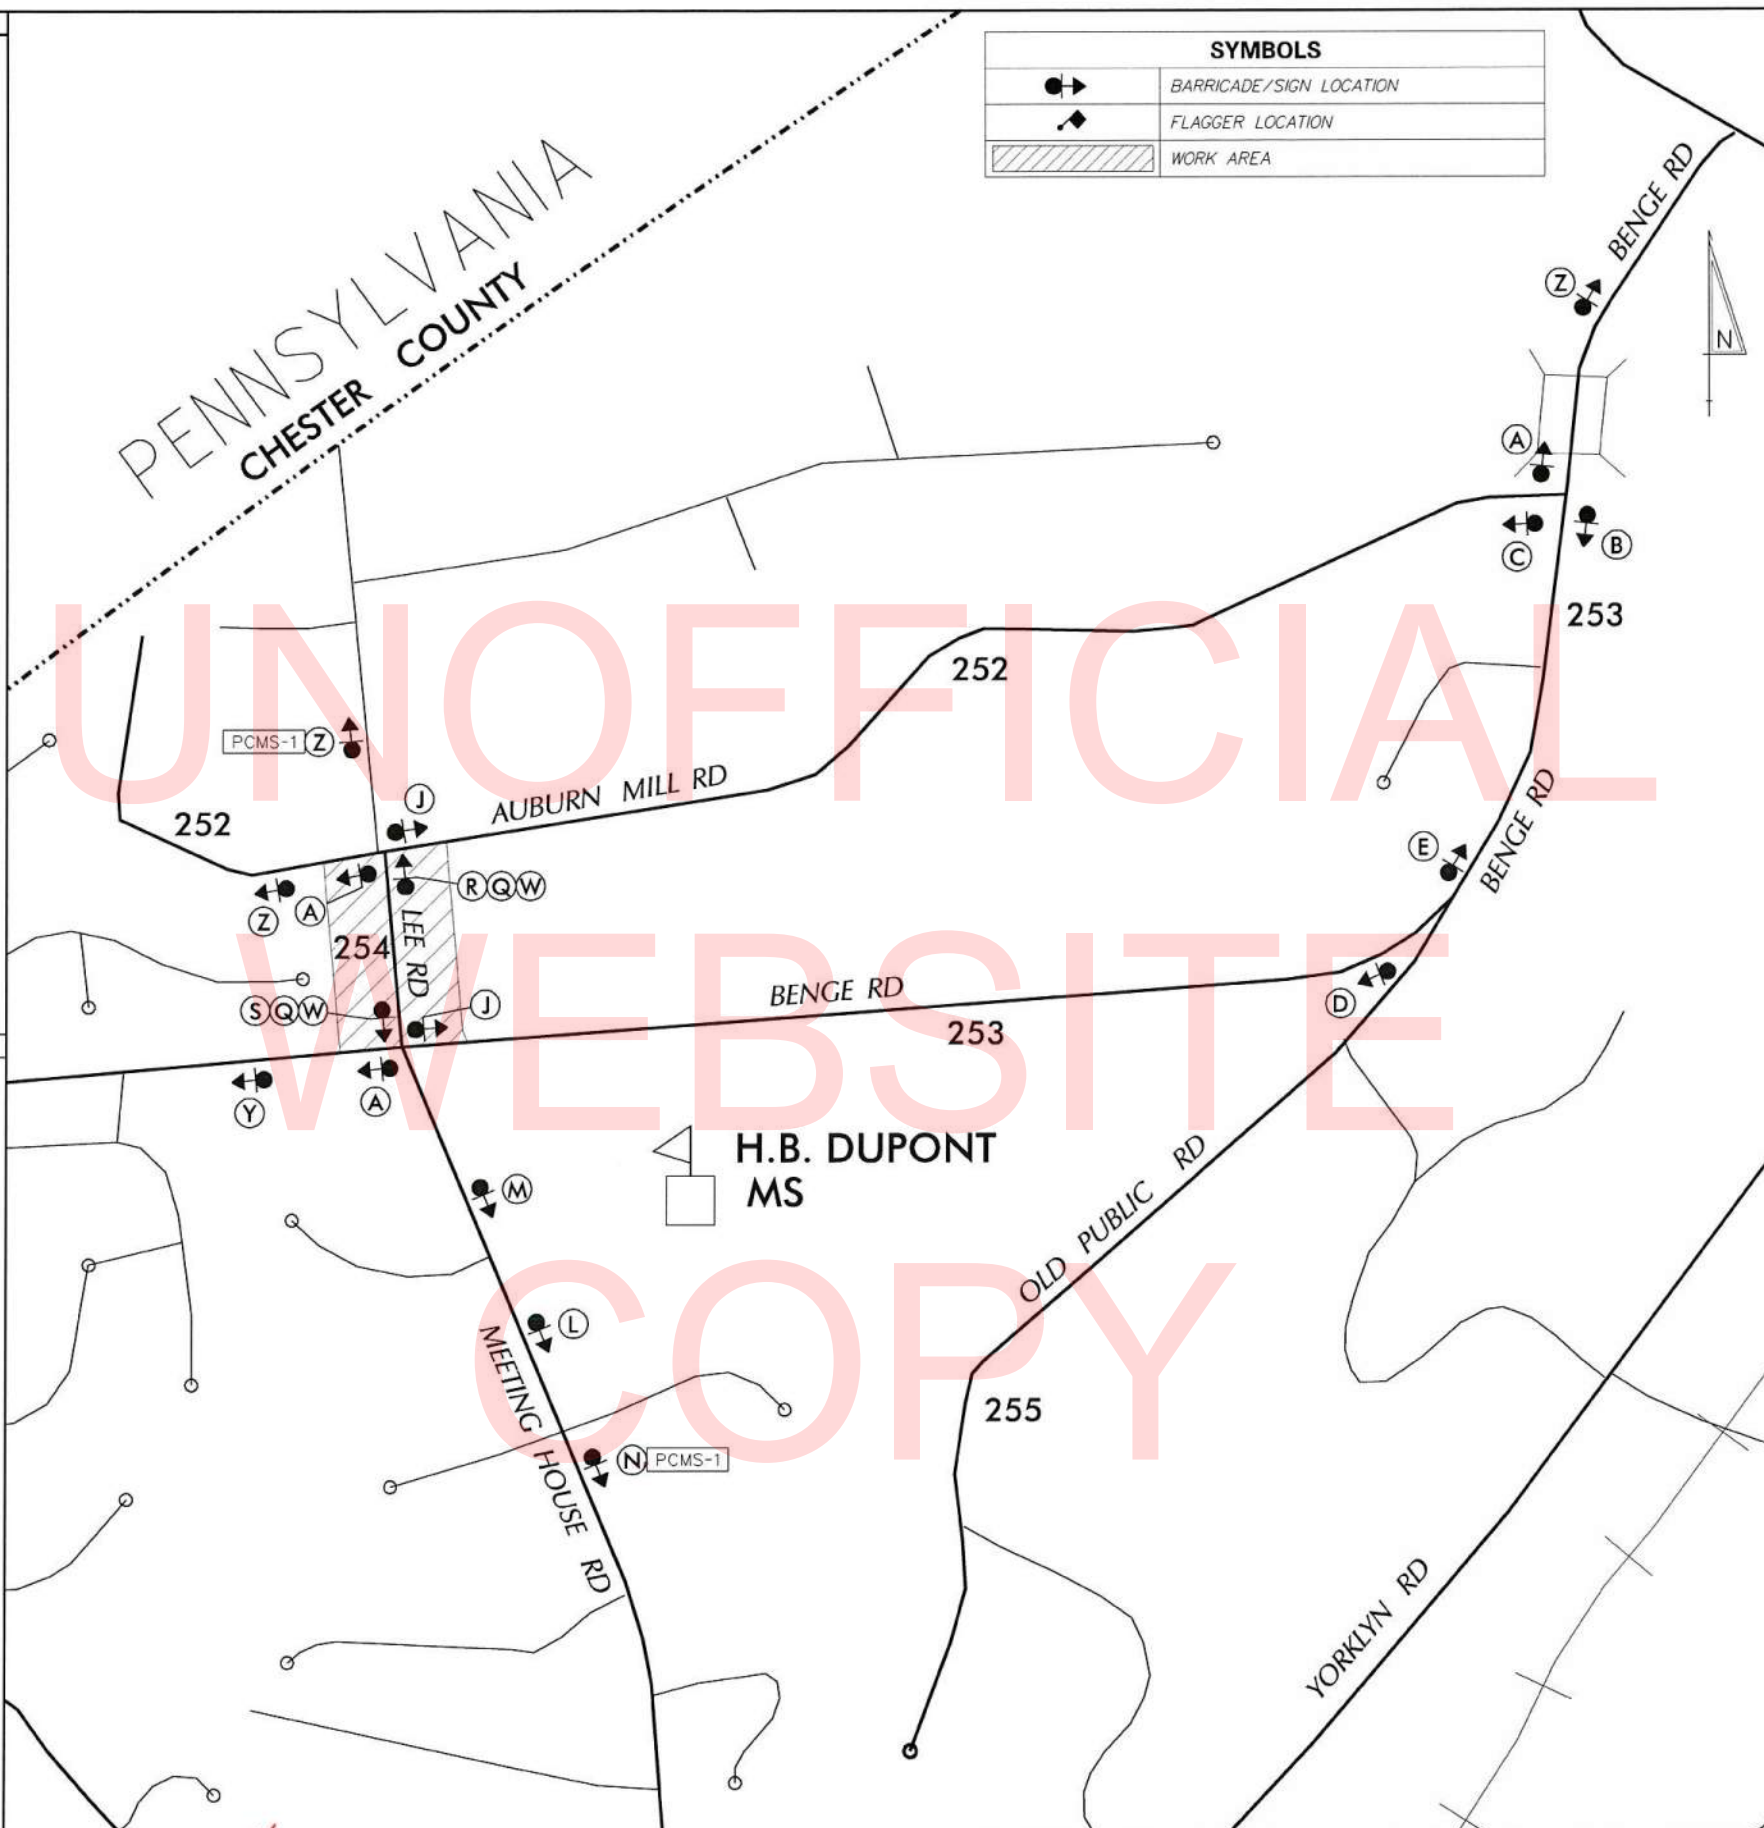 SYMBOLS
BARRICADE/SIGN LOCATION
FLAGGER LOCATION
WORK AREA
PENNSYLVANIA
CHESTER COUNTY
BENGE RD
Z
N
A
C
B
253
252
UNOFFICIAL
PCMS-1 Z
J
AUBURN MILL RD
252
E
BENGE RD
R Q W
Z
A
254
LEE RD
WEBSITE
S Q W
J
BENGE RD
253
D
Y
A
H.B. DUPONT
MS
M
OLD PUBLIC RD
L
COPY
MEETING HOUSE RD
255
N PCMS-1
YORKLYN RD